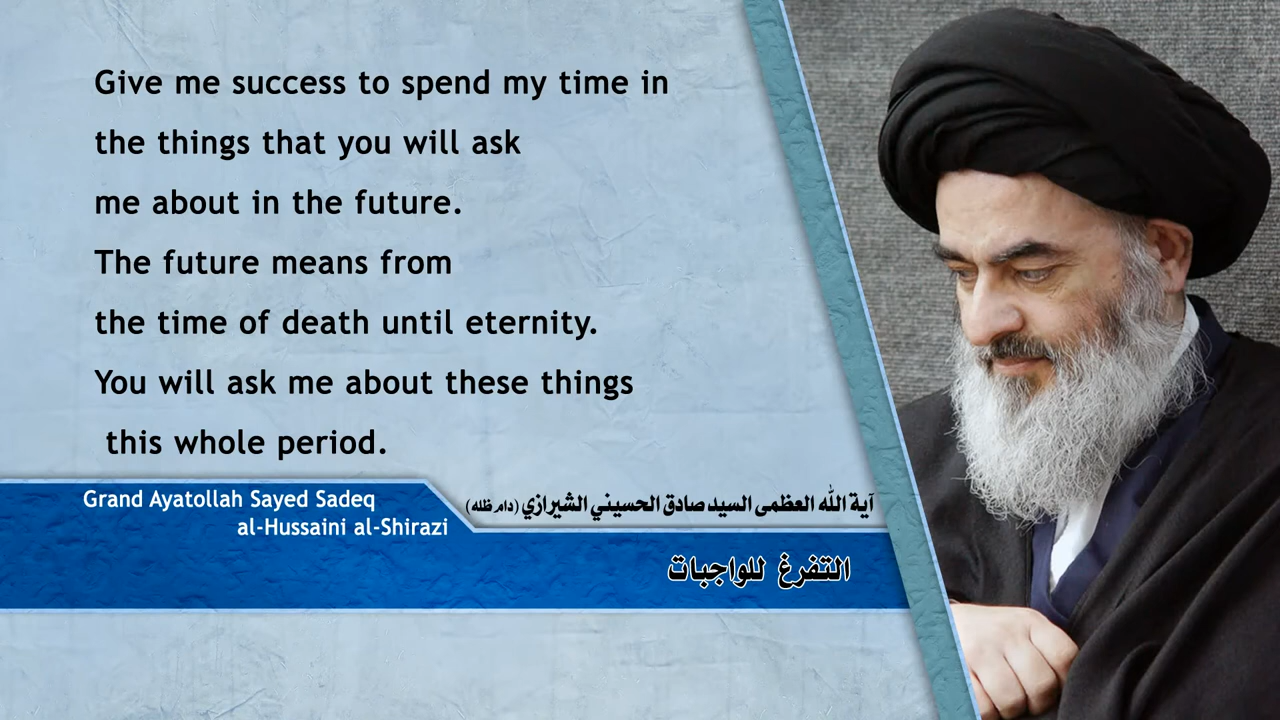 Give me success to spend my time in
the things that you will ask
me about in the future.
The future means from
the time of death until eternity.
You will ask me about these things
this whole period.
Grand Ayatollah Sayed Sadeq
al-Hussaini al-Shirazi
آية الله العظمى السيد صادق الحسيني الشيرازي (دام ظله)
التفرغ للواجبات